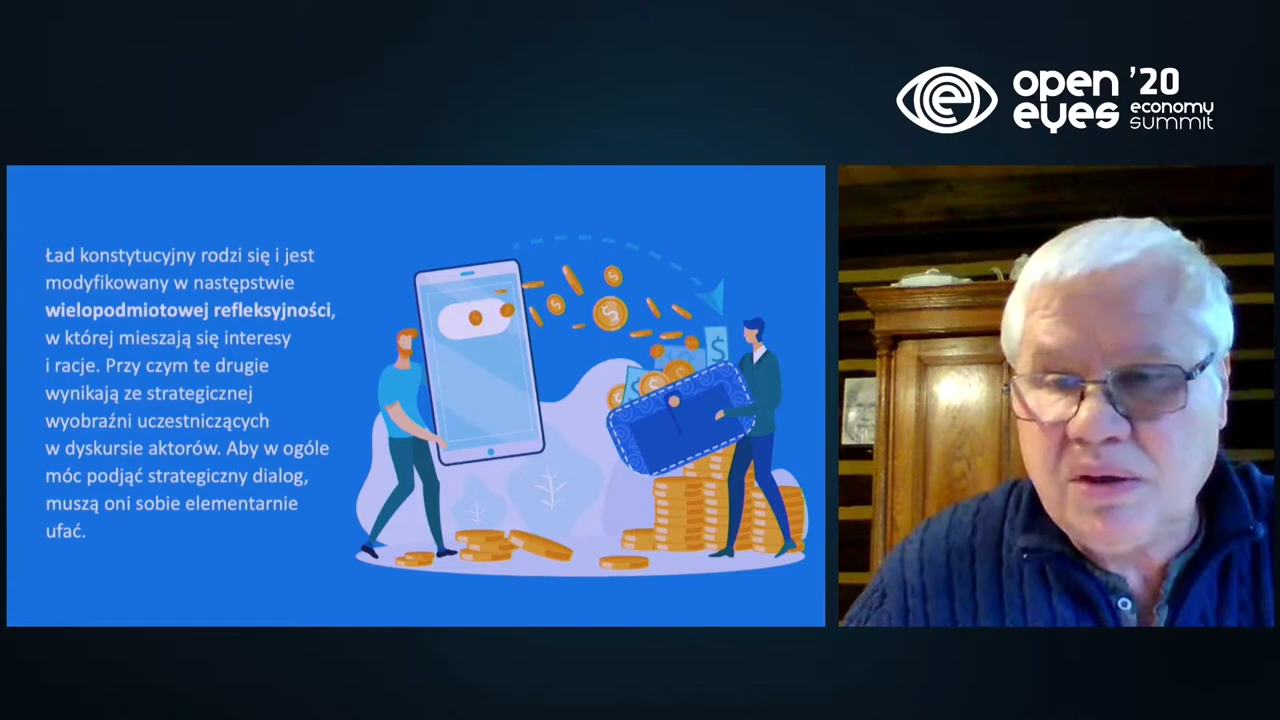 open '20
eyes economy
summit
Ład konstytucyjny rodzi się i jest
modyfikowany w następstwie
wielopodmiotowej refleksyjności,
w której mieszają się interesy
i racje. Przy czym te drugie
wynikają ze strategicznej
wyobraźni uczestniczących
w dyskursie aktorów. Aby w ogóle
móc podjąć strategiczny dialog,
muszą oni sobie elementarnie
ufać.